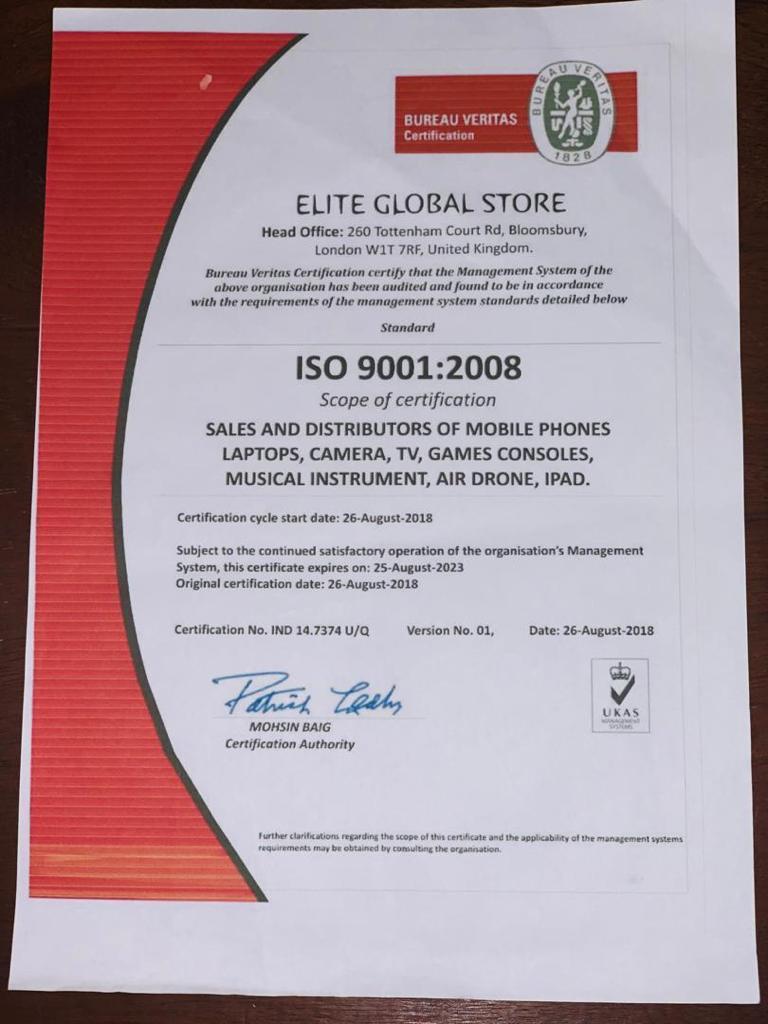 BUREAU VERITAS
Certification
BUREAU VERITAS
1828
ELITE GLOBAL STORE
Head Office: 260 Tottenham Court Rd, Bloomsbury,
London W1T 7RF, United Kingdom.
Bureau Veritas Certification certify that the Management System of the
above organisation has been audited and found to be in accordance
with the requirements of the management system standards detailed below
Standard
ISO 9001:2008
Scope of certification
SALES AND DISTRIBUTORS OF MOBILE PHONES
LAPTOPS, CAMERA, TV, GAMES CONSOLES,
MUSICAL INSTRUMENT, AIR DRONE, IPAD.
Certification cycle start date: 26-August-2018
Subject to the continued satisfactory operation of the organisation's Management
System, this certificate expires on: 25-August-2023
Original certification date: 26-August-2018
Certification No. IND 14.7374 U/Q Version No. 01, Date: 26-August-2018
Patrick Leahy
MOHSIN BAIG
Certification Authority
UKAS
MANAGEMENT
SYSTEMS
Further clarifications regarding the scope of this certificate and the applicability of the management systems
requirements may be obtained by consulting the organisation.